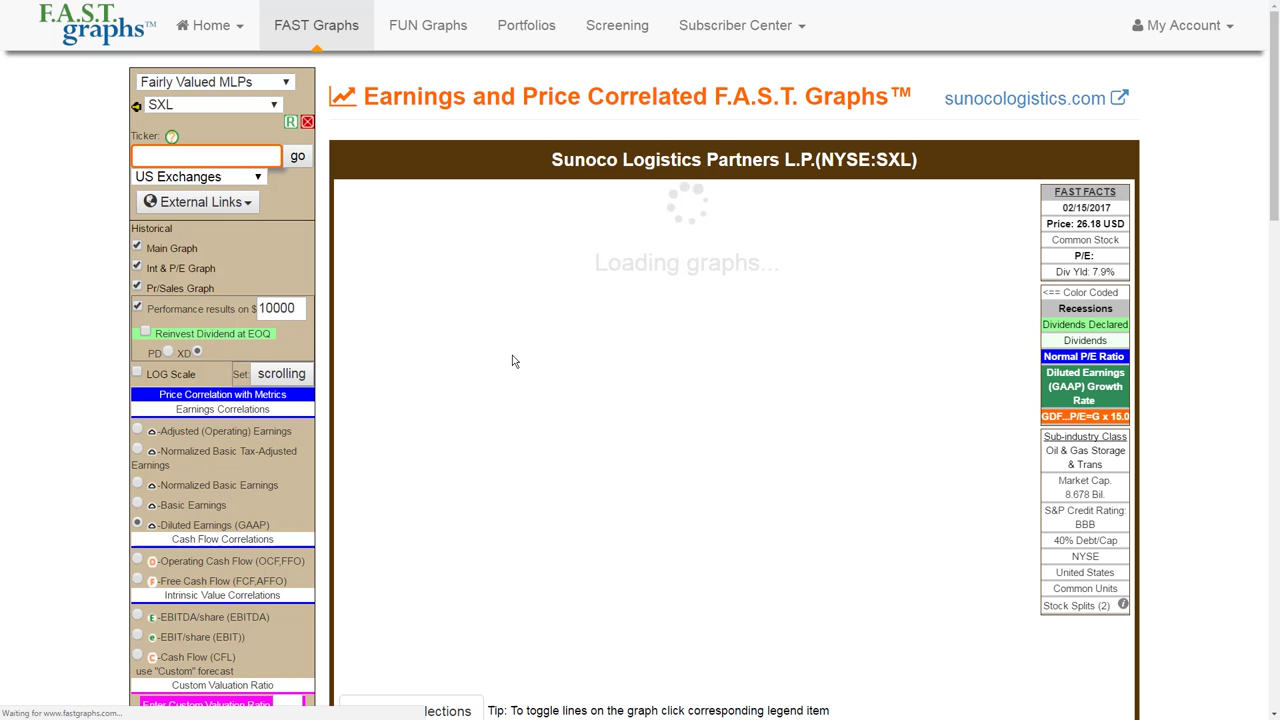 F.A.S.T. graphs™
Home
FAST Graphs
FUN Graphs
Portfolios
Screening
Subscriber Center
My Account
Fairly Valued MLPs
SXL
R
Ticker: ?
go
US Exchanges
External Links
Historical
Main Graph
Int & P/E Graph
Pr/Sales Graph
Performance results on $ 10000
Reinvest Dividend at EOQ
PD XD
LOG Scale Set: scrolling
Price Correlation with Metrics
Earnings Correlations
-Adjusted (Operating) Earnings
-Normalized Basic Tax-Adjusted
Earnings
-Normalized Basic Earnings
-Basic Earnings
-Diluted Earnings (GAAP)
Cash Flow Correlations
O -Operating Cash Flow (OCF,FFO)
F -Free Cash Flow (FCF,AFFO)
Intrinsic Value Correlations
E -EBITDA/share (EBITDA)
e -EBIT/share (EBIT))
C -Cash Flow (CFL)
use "Custom" forecast
Custom Valuation Ratio
Enter Custom Valuation Ratio
Earnings and Price Correlated F.A.S.T. Graphs™
sunocologistics.com
Sunoco Logistics Partners L.P.(NYSE:SXL)
Loading graphs...
FAST FACTS
02/15/2017
Price: 26.18 USD
Common Stock
P/E:
Div Yld: 7.9%
<== Color Coded
Recessions
Dividends Declared
Dividends
Normal P/E Ratio
Diluted Earnings
(GAAP) Growth
Rate
GDF...P/E=G x 15.0
Sub-industry Class
Oil & Gas Storage
& Trans
Market Cap.
8.678 Bil.
S&P Credit Rating:
BBB
40% Debt/Cap
NYSE
United States
Common Units
Stock Splits (2)
lections
Tip: To toggle lines on the graph click corresponding legend item
Waiting for www.fastgraphs.com...